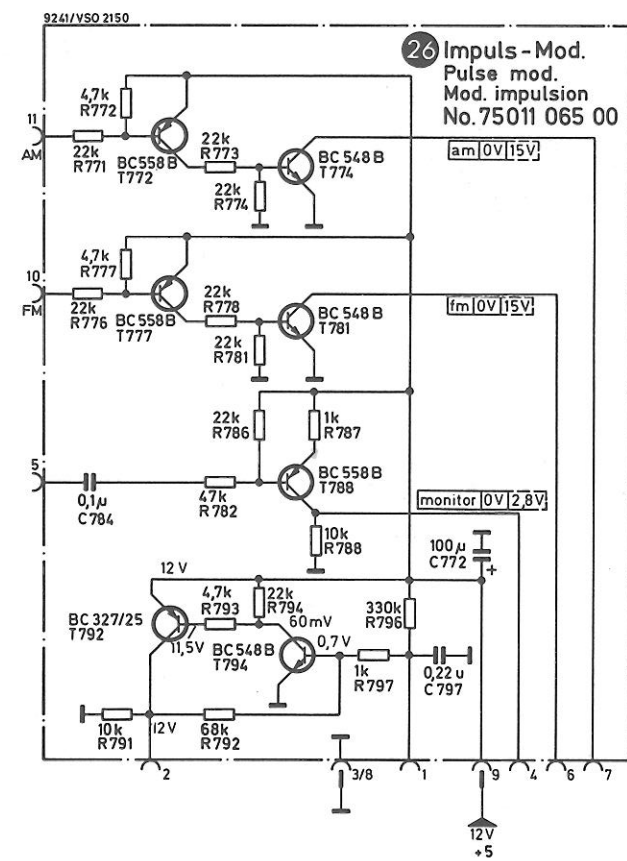 9241/VSO 2150
26 Impuls-Mod.
Pulse mod.
Mod. impulsion
No. 75011 065 00
4,7k
R772
11
AM
22k
R771
BC558B
T772
22k
R773
22k
R774
BC 548 B
T774
am 0V 15V
4,7k
R777
10
FM
22k
R776
BC558B
T777
22k
R778
22k
R781
BC 548 B
T781
fm 0V 15V
22k
R786
1k
R787
5
0,1µ
C784
47k
R782
BC 558 B
T788
monitor 0V 2,8V
10k
R788
100µ
C772
+
12 V
4,7k
R793
22k
R794
330k
R796
BC 327/25
T792
11,5V
BC548B
T794
60mV
0,7 V
1k
R797
0,22 u
C797
10k
R791
12V
68k
R792
2
3/8
1
9
4
6
7
12V
+5